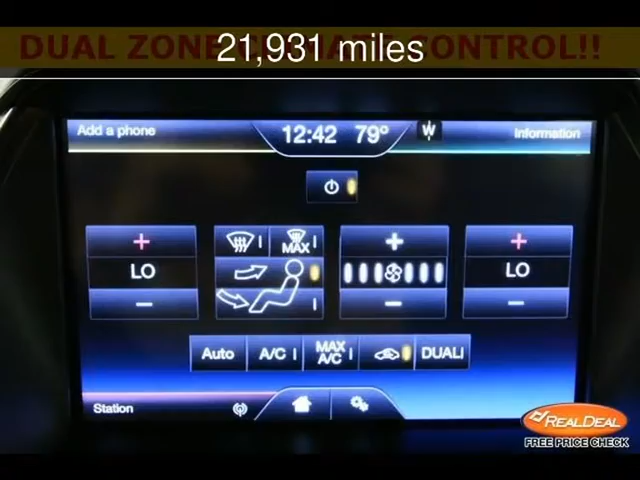 DUAL ZONE CLIMATE CONTROL!!
21,931 miles
Add a phone
12:42 79°
W
Information
MAX
LO
LO
Auto
A/C
MAX A/C
DUAL
Station
REALDEAL
FREE PRICE CHECK